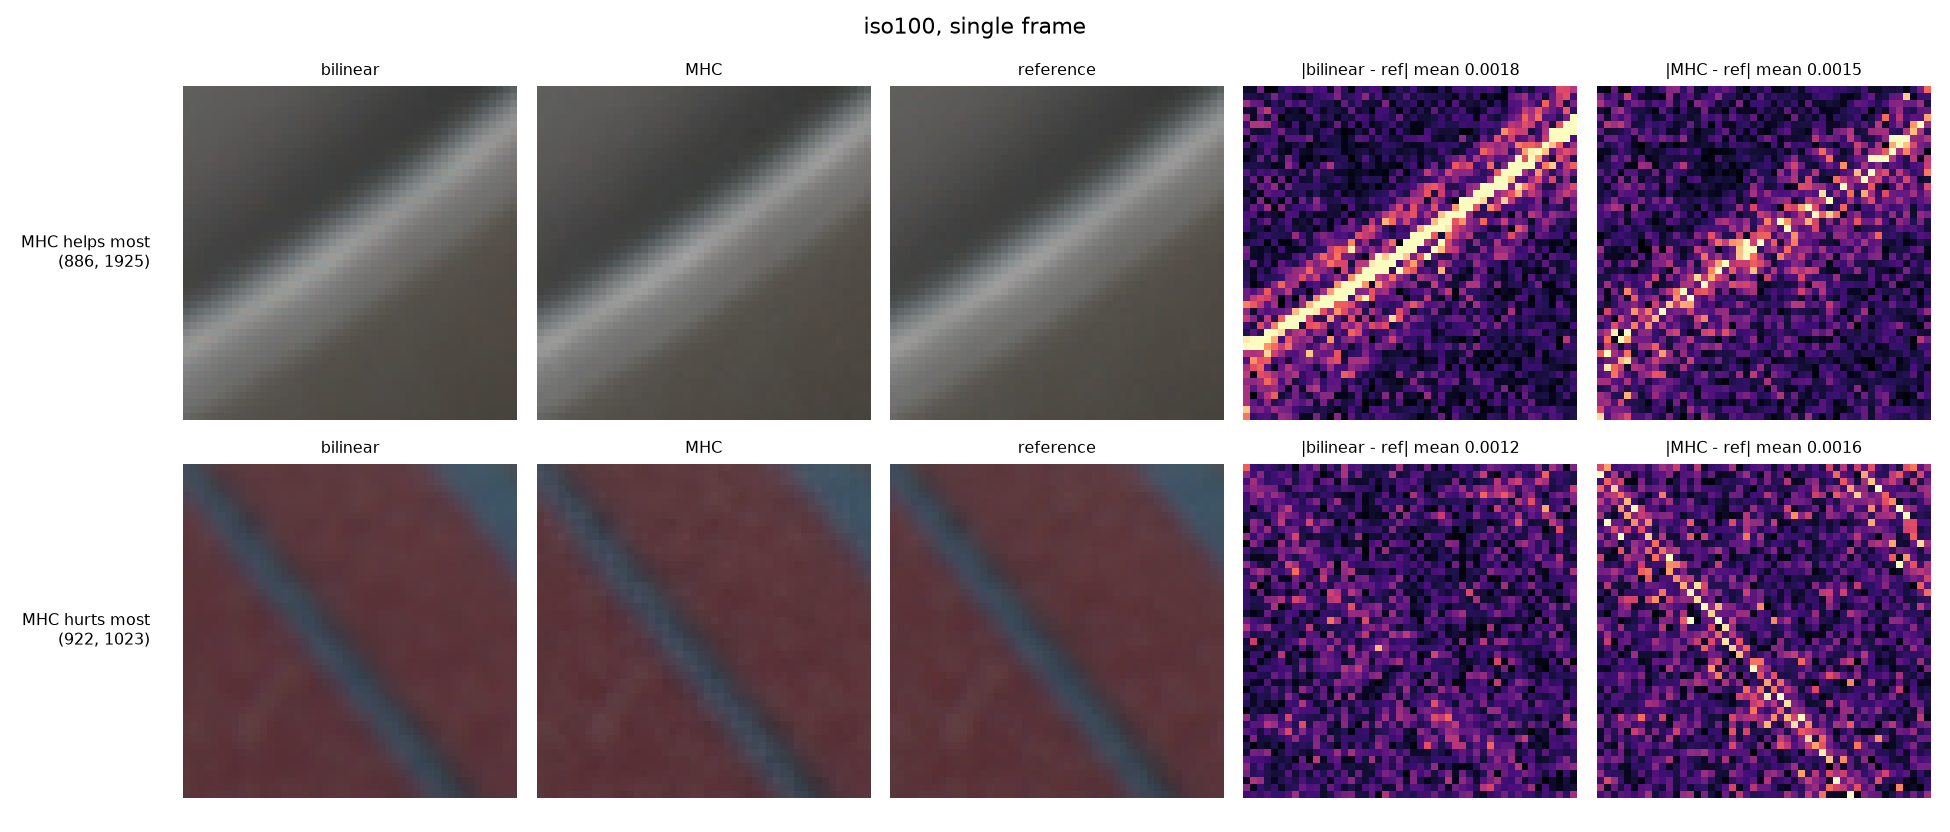 iso100, single frame
bilinear
MHC
reference
|bilinear - ref| mean 0.0018
|MHC - ref| mean 0.0015
MHC helps most
(886, 1925)
bilinear
MHC
reference
|bilinear - ref| mean 0.0012
|MHC - ref| mean 0.0016
MHC hurts most
(922, 1023)